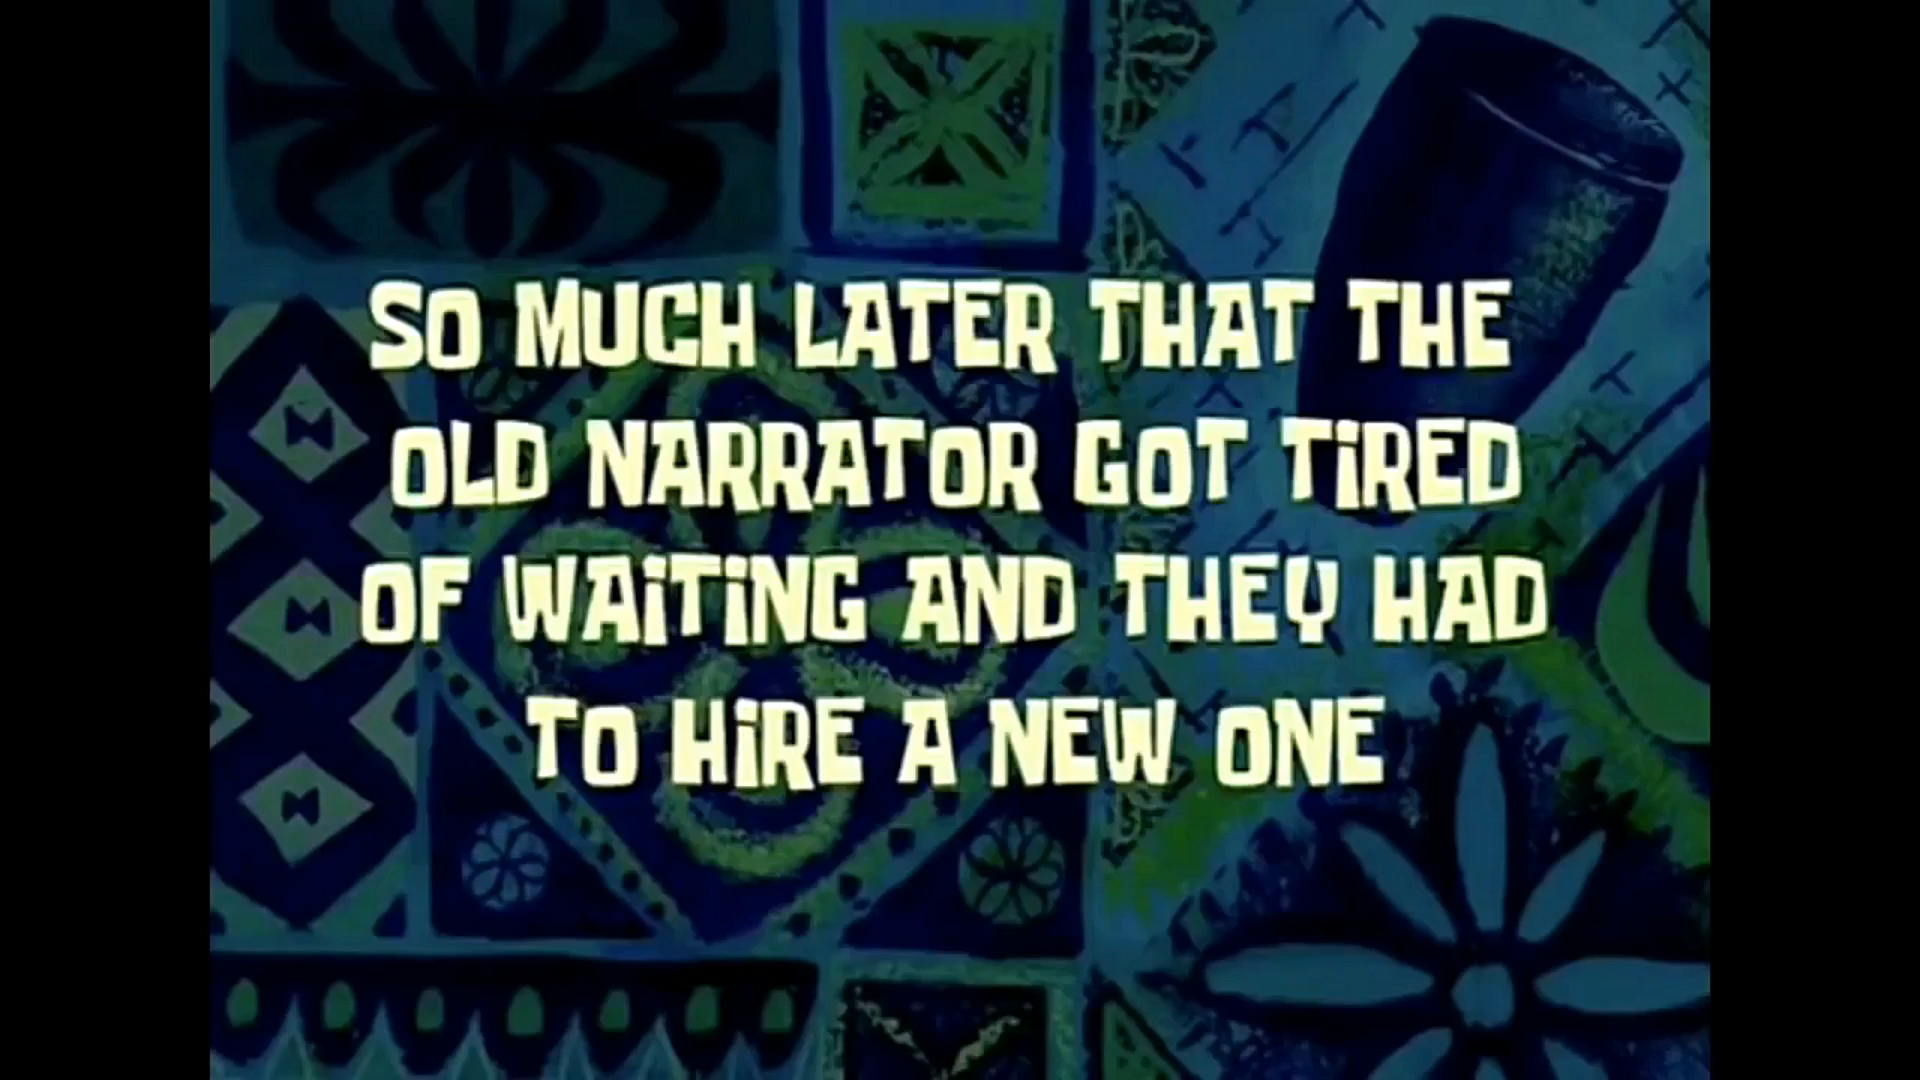 SO MUCH LATER THAT THE
OLD NARRATOR GOT TiRED
OF WAiTiNG AND THEY HAD
TO HiRE A NEW ONE